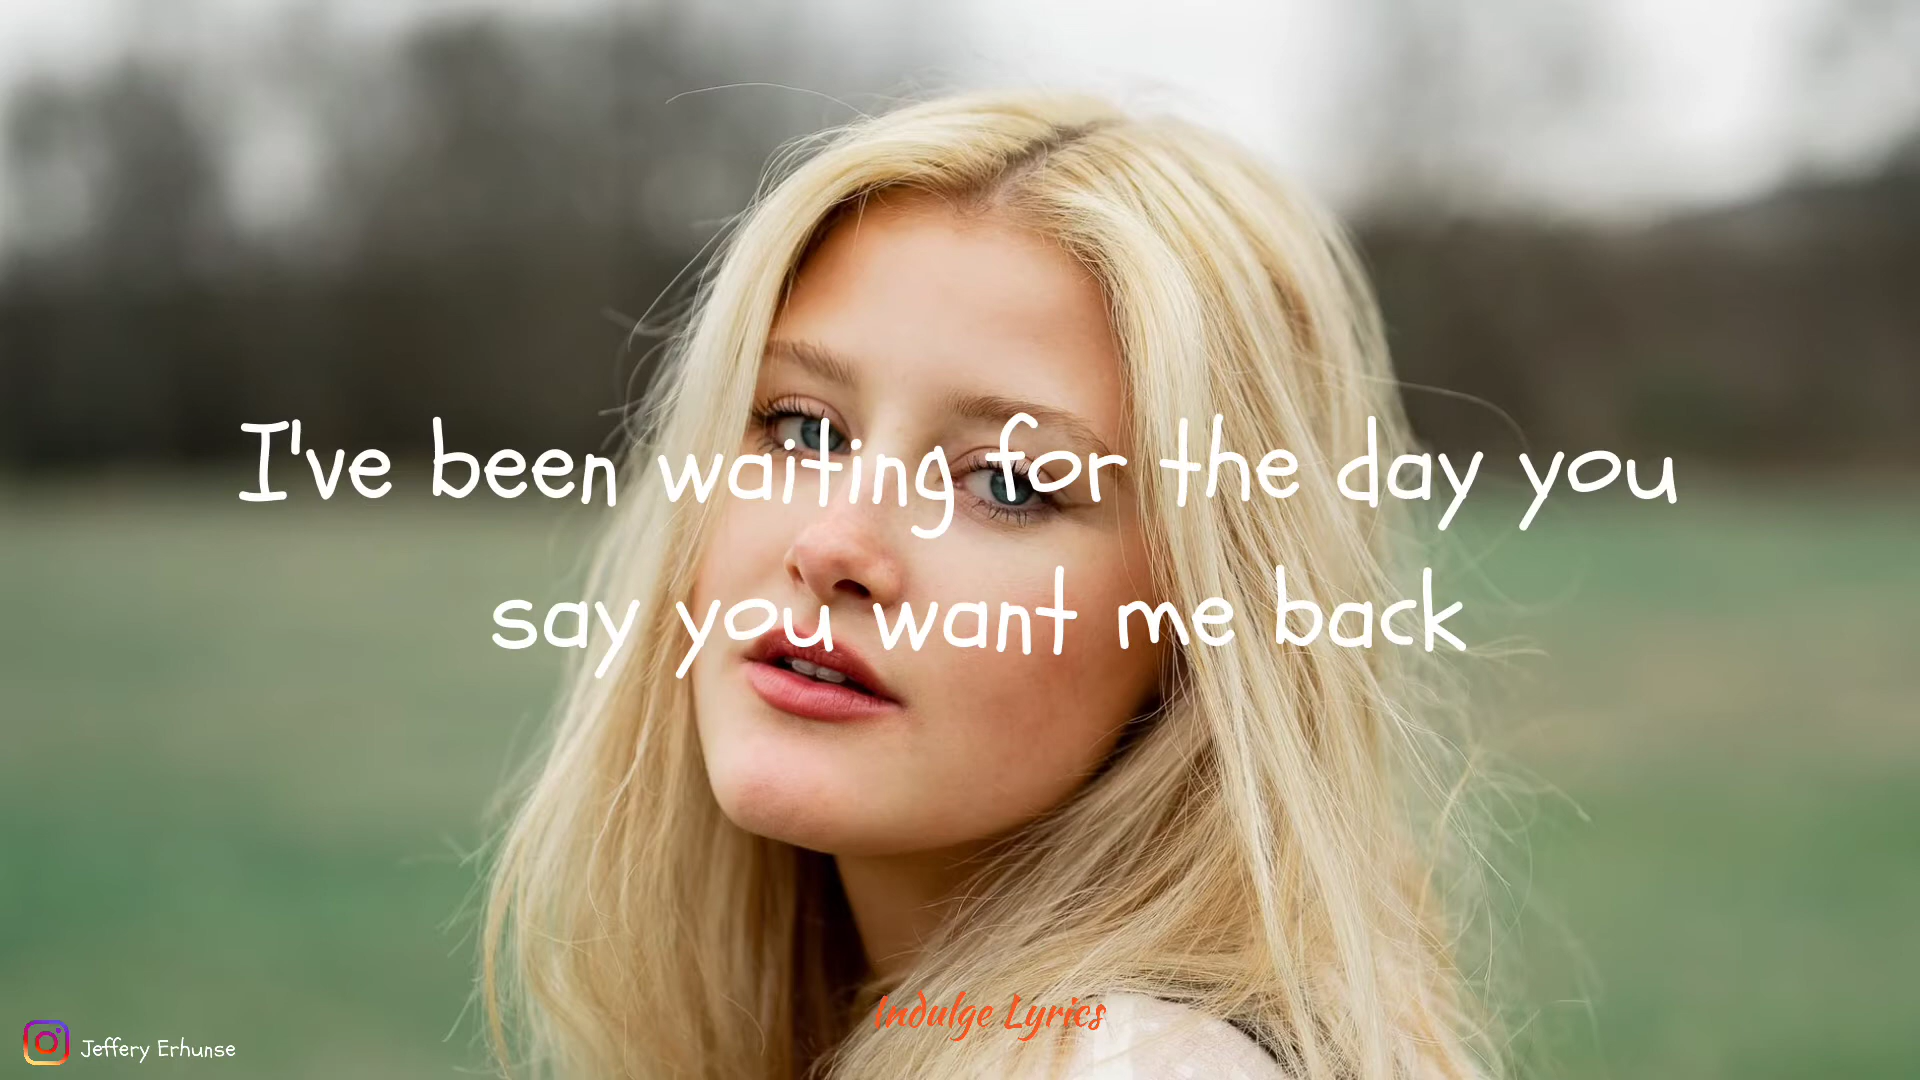 I've been waiting for the day you
say you want me back
Indulge Lyrics
Jeffery Erhunse